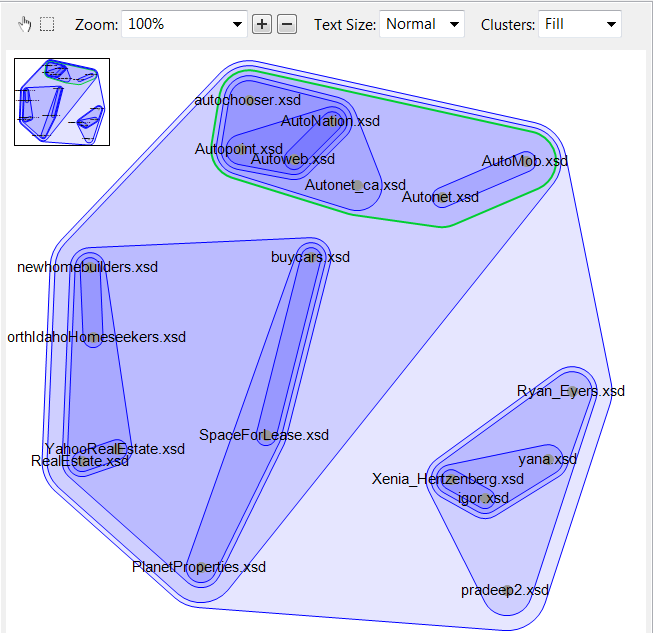 Zoom: 100% + − Text Size: Normal Clusters: Fill
autochooser.xsd
AutoNation.xsd
Autopoint.xsd
Autoweb.xsd
AutoMob.xsd
Autonet_ca.xsd
Autonet.xsd
buycars.xsd
newhomebuilders.xsd
orthIdahoHomeseekers.xsd
Ryan_Eyers.xsd
SpaceForLease.xsd
YahooRealEstate.xsd
RealEstate.xsd
yana.xsd
Xenia_Hertzenberg.xsd
igor.xsd
PlanetProperties.xsd
pradeep2.xsd